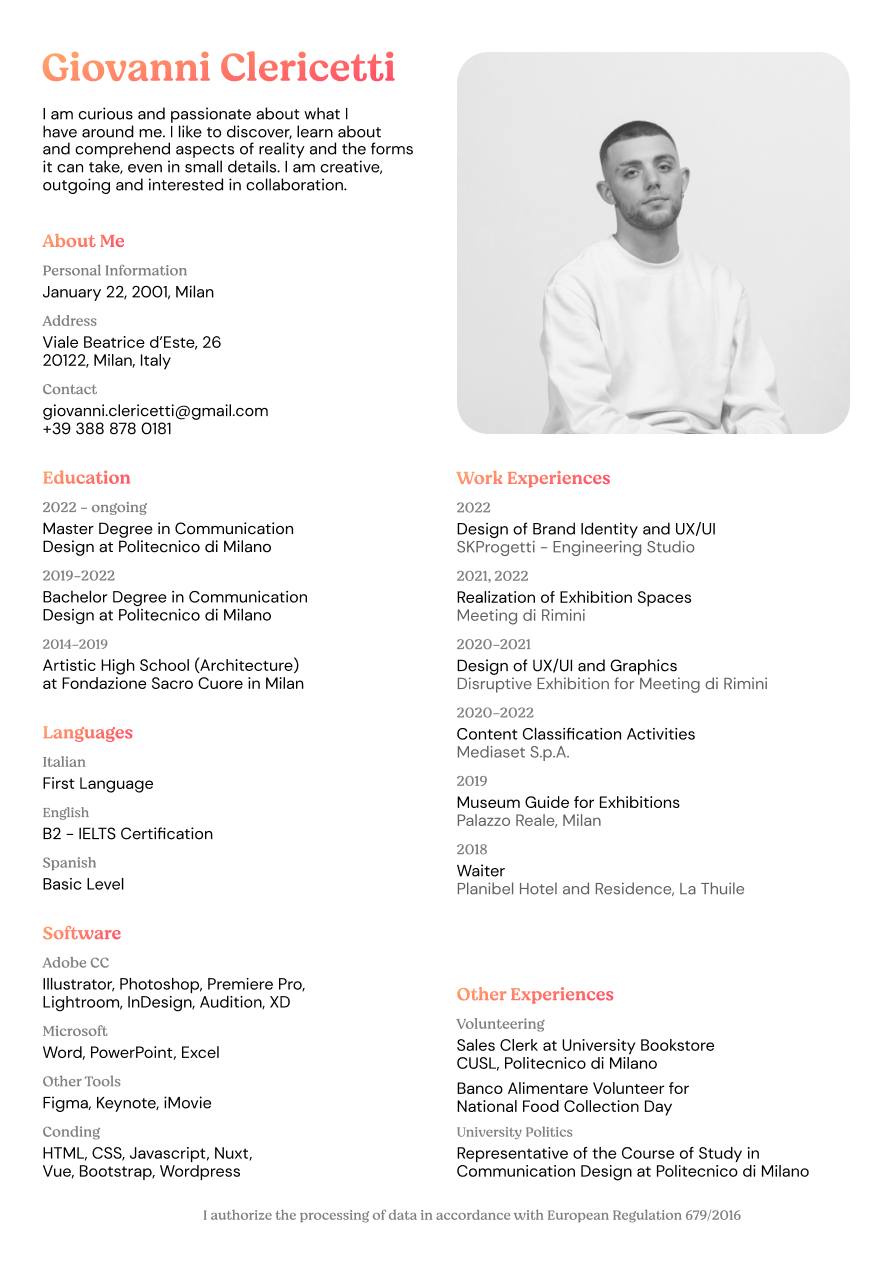 Giovanni Clericetti
I am curious and passionate about what I
have around me. I like to discover, learn about
and comprehend aspects of reality and the forms
it can take, even in small details. I am creative,
outgoing and interested in collaboration.
About Me
Personal Information
January 22, 2001, Milan
Address
Viale Beatrice d’Este, 26
20122, Milan, Italy
Contact
giovanni.clericetti@gmail.com
+39 388 878 0181
Education
2022 – ongoing
Master Degree in Communication
Design at Politecnico di Milano
2019–2022
Bachelor Degree in Communication
Design at Politecnico di Milano
2014–2019
Artistic High School (Architecture)
at Fondazione Sacro Cuore in Milan
Languages
Italian
First Language
English
B2 – IELTS Certification
Spanish
Basic Level
Software
Adobe CC
Illustrator, Photoshop, Premiere Pro,
Lightroom, InDesign, Audition, XD
Microsoft
Word, PowerPoint, Excel
Other Tools
Figma, Keynote, iMovie
Conding
HTML, CSS, Javascript, Nuxt,
Vue, Bootstrap, Wordpress
Work Experiences
2022
Design of Brand Identity and UX/UI
SKProgetti – Engineering Studio
2021, 2022
Realization of Exhibition Spaces
Meeting di Rimini
2020–2021
Design of UX/UI and Graphics
Disruptive Exhibition for Meeting di Rimini
2020–2022
Content Classification Activities
Mediaset S.p.A.
2019
Museum Guide for Exhibitions
Palazzo Reale, Milan
2018
Waiter
Planibel Hotel and Residence, La Thuile
Other Experiences
Volunteering
Sales Clerk at University Bookstore
CUSL, Politecnico di Milano
Banco Alimentare Volunteer for
National Food Collection Day
University Politics
Representative of the Course of Study in
Communication Design at Politecnico di Milano
I authorize the processing of data in accordance with European Regulation 679/2016